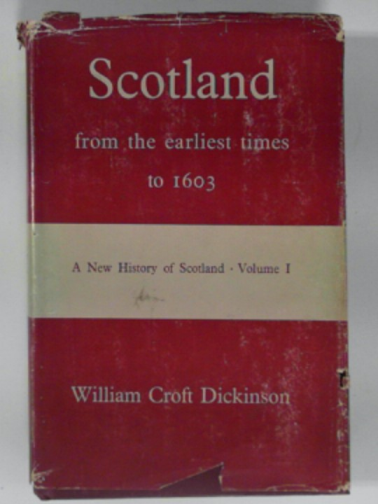 Scotland
from the earliest times
to 1603
A New History of Scotland · Volume I
William Croft Dickinson